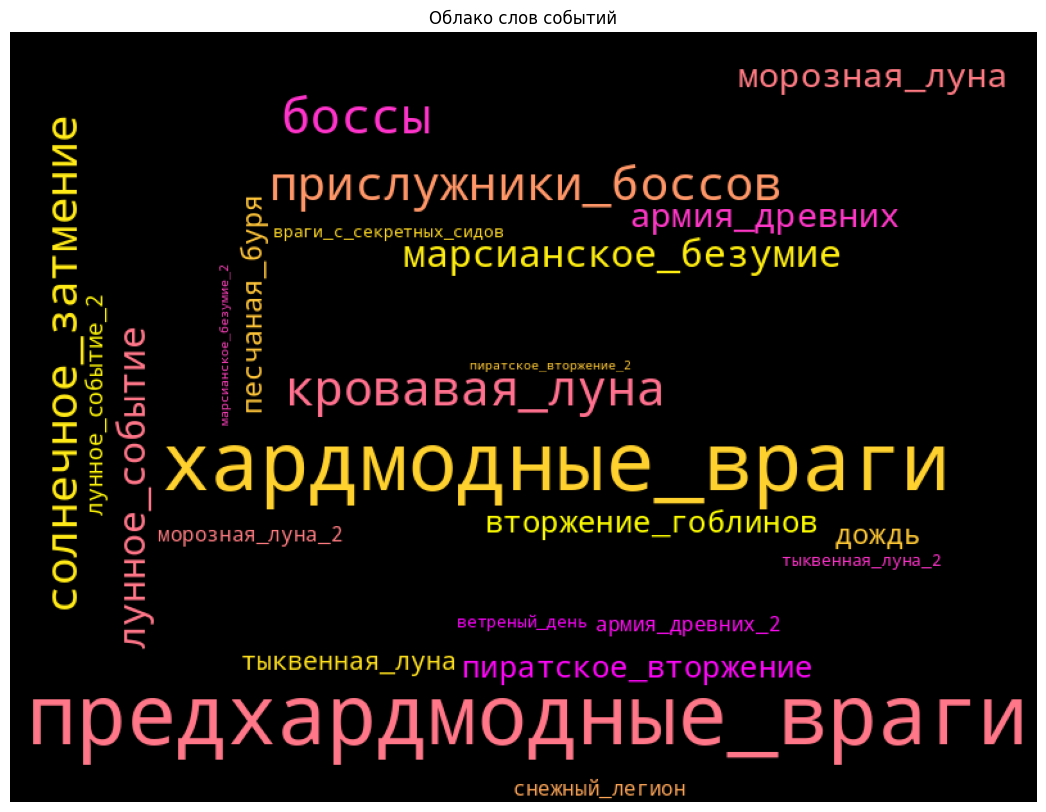 Облако слов событий
морозная_луна
боссы
солнечное_затмение
прислужники_боссов
песчаная_буря
армия_древних
враги_с_секретных_сидов
марсианское_безумие
марсианское_безумие_2
лунное_событие_2
лунное_событие
пиратское_вторжение_2
кровавая_луна
хардмодные_враги
вторжение_гоблинов
морозная_луна_2
дождь
тыквенная_луна_2
ветреный_день
армия_древних_2
тыквенная_луна
пиратское_вторжение
предхардмодные_враги
снежный_легион